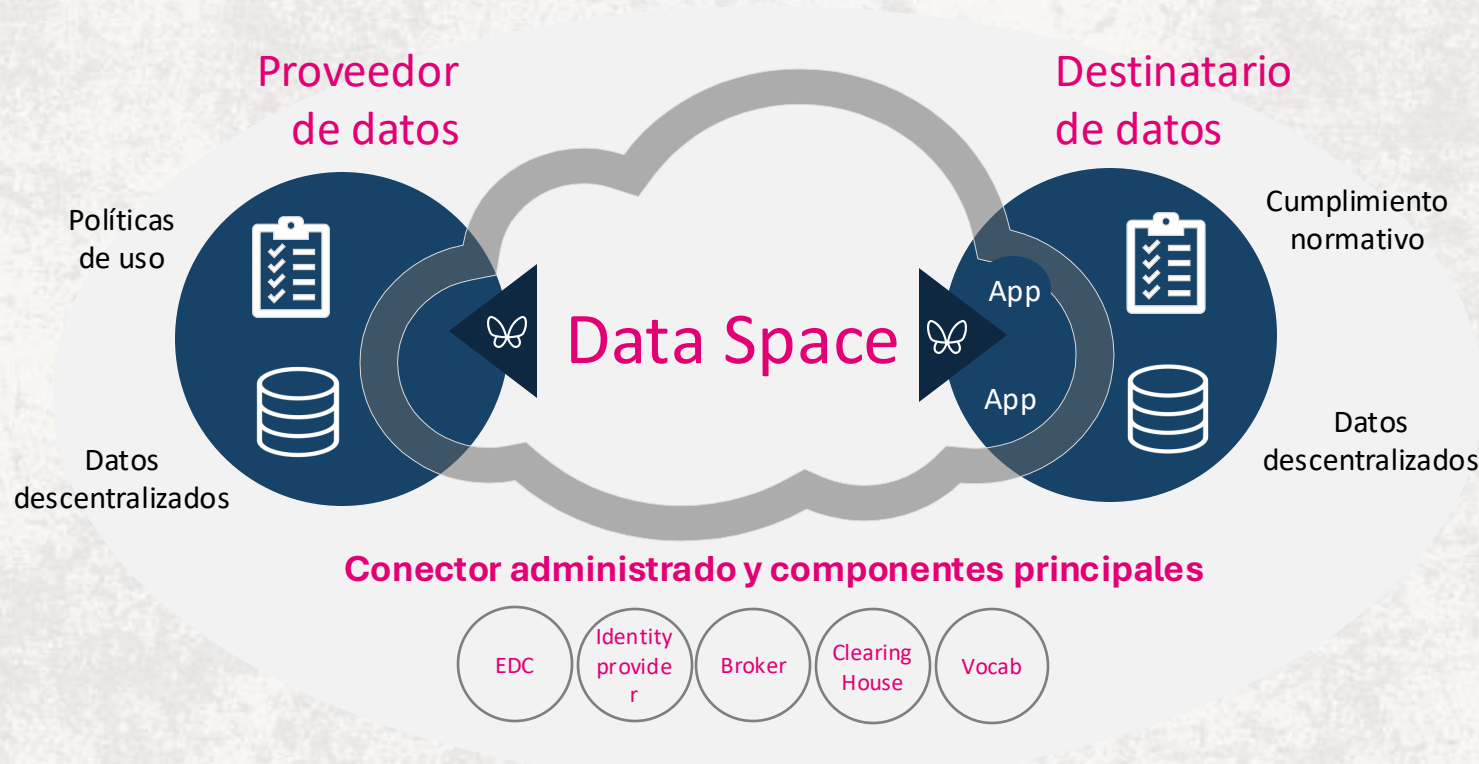 Proveedor
de datos
Destinatario
de datos
Políticas
de uso
Cumplimiento
normativo
App
Data Space
App
Datos
descentralizados
Datos
descentralizados
Conector administrado y componentes principales
EDC
Identity
provide
r
Broker
Clearing
House
Vocab